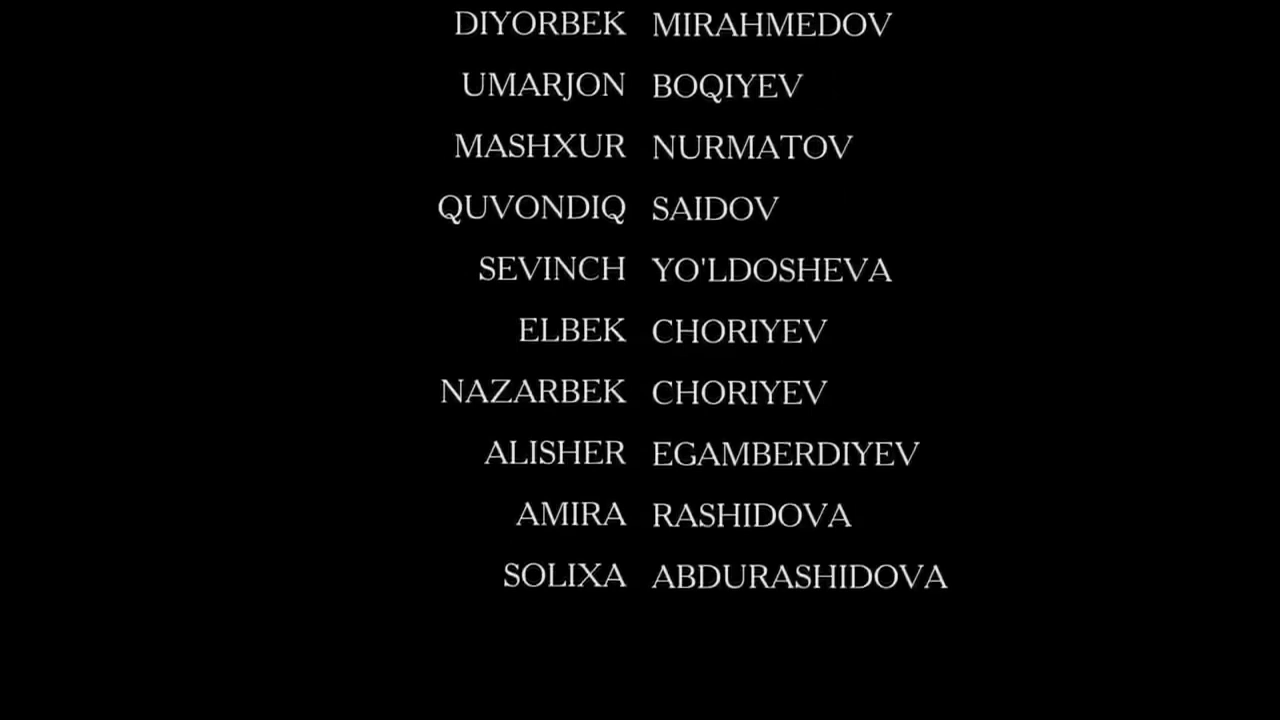 DIYORBEK MIRAHMEDOV
UMARJON BOQIYEV
MASHXUR NURMATOV
QUVONDIQ SAIDOV
SEVINCH YO'LDOSHEVA
ELBEK CHORIYEV
NAZARBEK CHORIYEV
ALISHER EGAMBERDIYEV
AMIRA RASHIDOVA
SOLIXA ABDURASHIDOVA